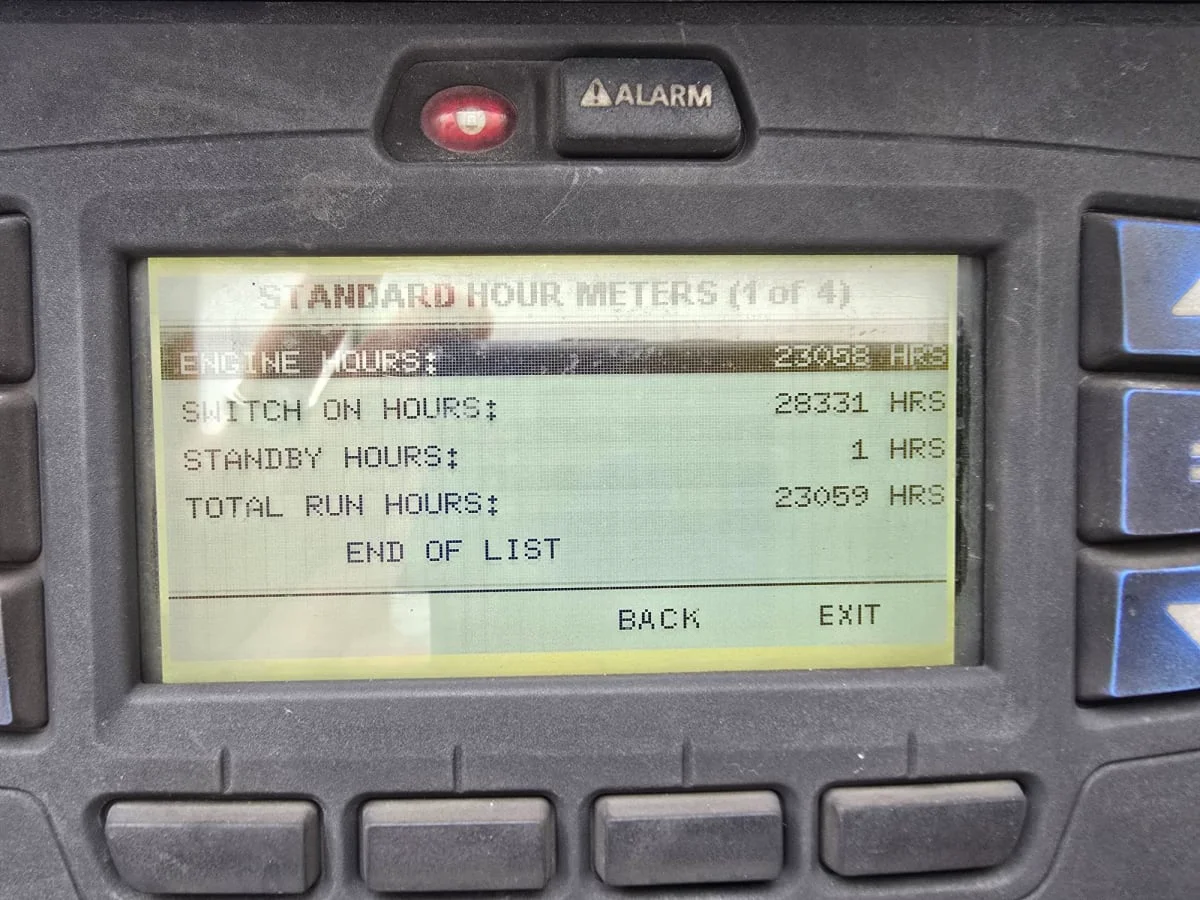 ALARM
STANDARD HOUR METERS (1 of 4)
ENGINE HOURS: 23058 HRS
SWITCH ON HOURS: 28331 HRS
STANDBY HOURS: 1 HRS
TOTAL RUN HOURS: 23059 HRS
END OF LIST
BACK EXIT